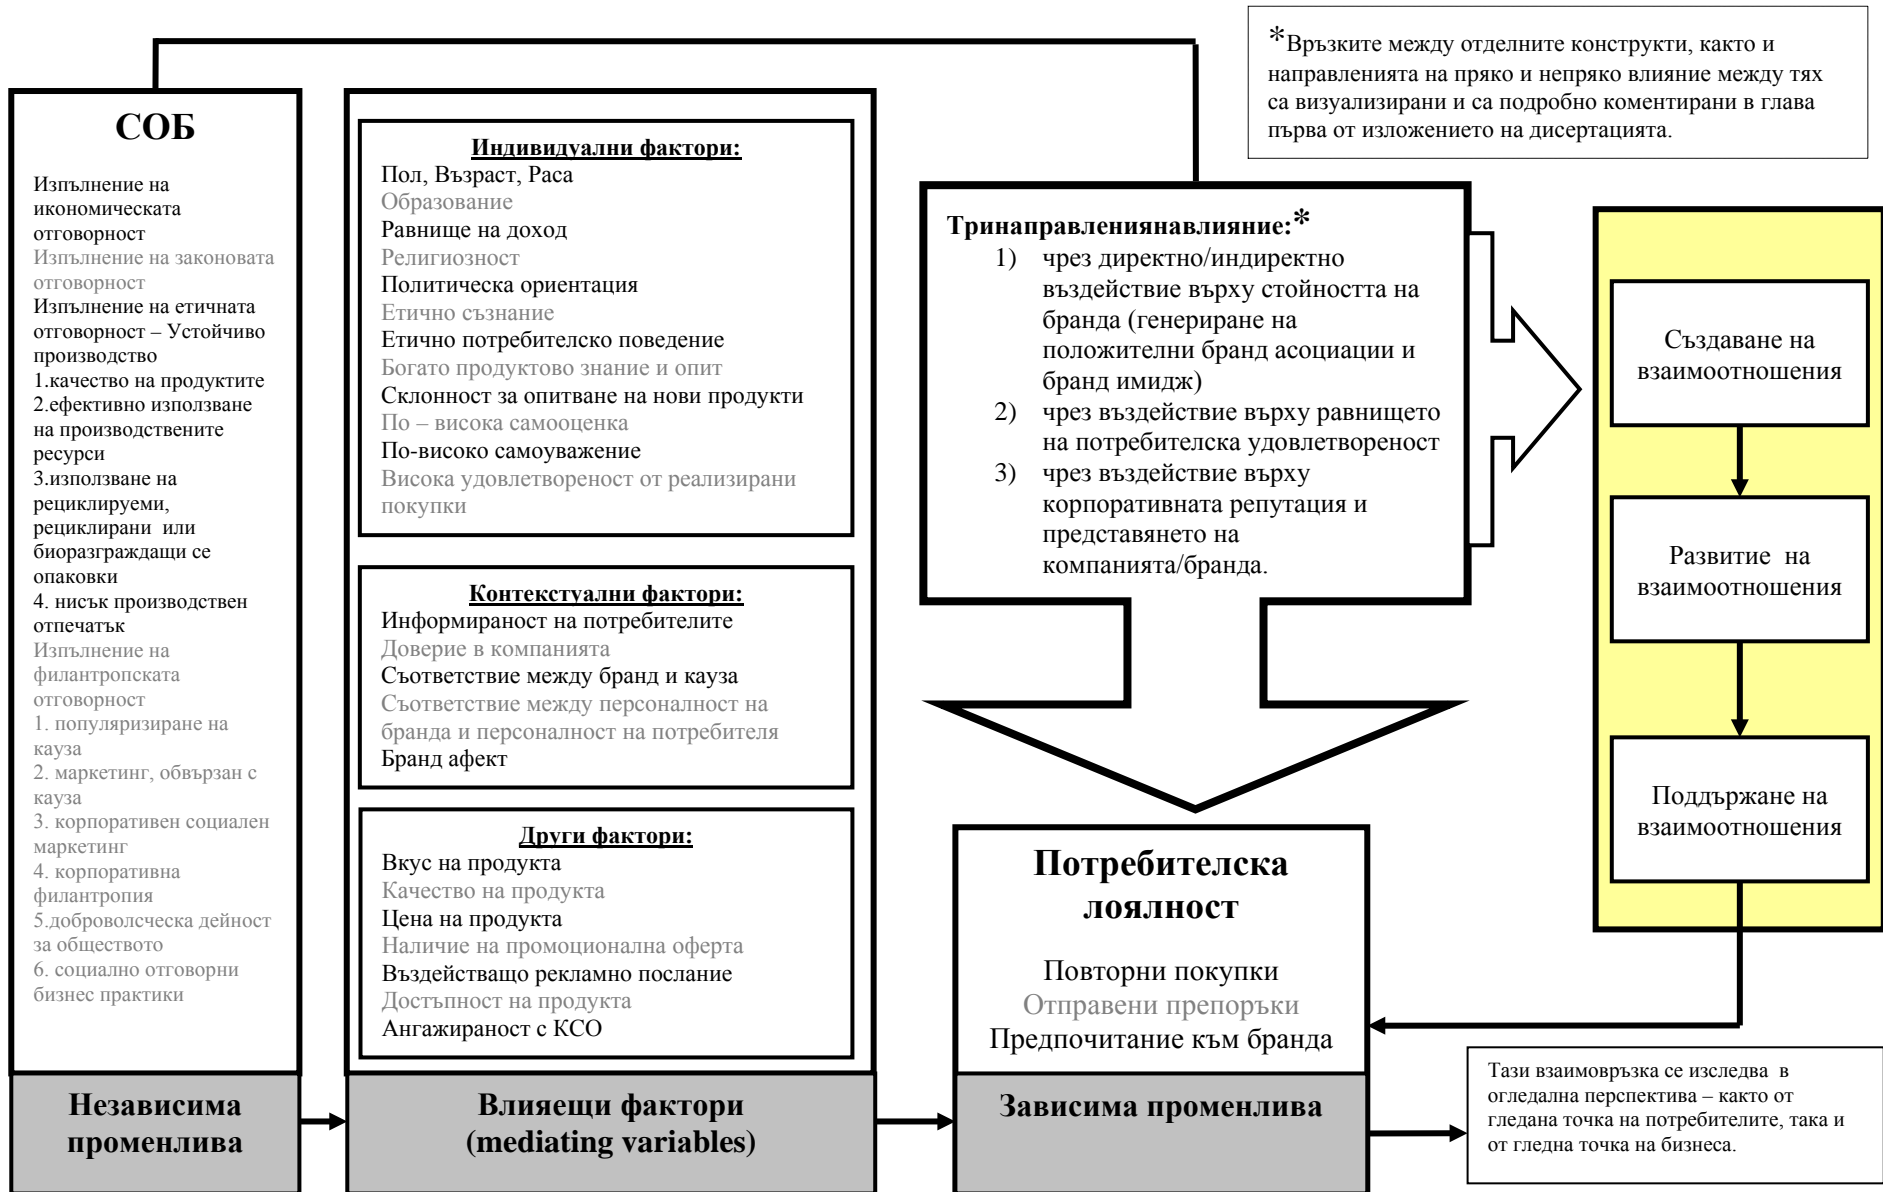 СОБ
Изпълнение на
икономическата
отговорност
Изпълнение на законовата
отговорност
Изпълнение на етичната
отговорност – Устойчиво
производство
1.качество на продуктите
2.ефективно използване
на производствените
ресурси
3.използване на
рециклируеми,
рециклирани или
биоразграждащи се
опаковки
4. нисък производствен
отпечатък
Изпълнение на
филантропската
отговорност
1. популяризиране на
кауза
2. маркетинг, обвързан с
кауза
3. корпоративен социален
маркетинг
4. корпоративна
филантропия
5.доброволсческа дейност
за обществото
6. социално отговорни
бизнес практики
Независима
променлива
Индивидуални фактори:
Пол, Възраст, Раса
Образование
Равнище на доход
Религиозност
Политическа ориентация
Етично съзнание
Етично потребителско поведение
Богато продуктово знание и опит
Склонност за опитване на нови продукти
По – висока самооценка
По-високо самоуважение
Висока удовлетвореност от реализирани
покупки
Контекстуални фактори:
Информираност на потребителите
Доверие в компанията
Съответствие между бранд и кауза
Съответствие между персоналност на
бранда и персоналност на потребителя
Бранд афект
Други фактори:
Вкус на продукта
Качество на продукта
Цена на продукта
Наличие на промоционална оферта
Въздействащо рекламно послание
Достъпност на продукта
Ангажираност с КСО
Влияещи фактори
(mediating variables)
*Връзките между отделните конструкти, както и
направленията на пряко и непряко влияние между тях
са визуализирани и са подробно коментирани в глава
първа от изложението на дисертацията.
Тринаправлениянавлияние:*
1) чрез директно/индиректно
въздействие върху стойността на
бранда (генериране на
положителни бранд асоциации и
бранд имидж)
2) чрез въздействие върху равнището
на потребителска удовлетвореност
3) чрез въздействие върху
корпоративната репутация и
представянето на
компанията/бранда.
Потребителска
лоялност
Повторни покупки
Отправени препоръки
Предпочитание към бранда
Зависима променлива
Създаване на
взаимоотношения
Развитие на
взаимоотношения
Поддържане на
взаимоотношения
Тази взаимовръзка се изследва в
огледална перспектива – както от
гледана точка на потребителите, така и
от гледна точка на бизнеса.